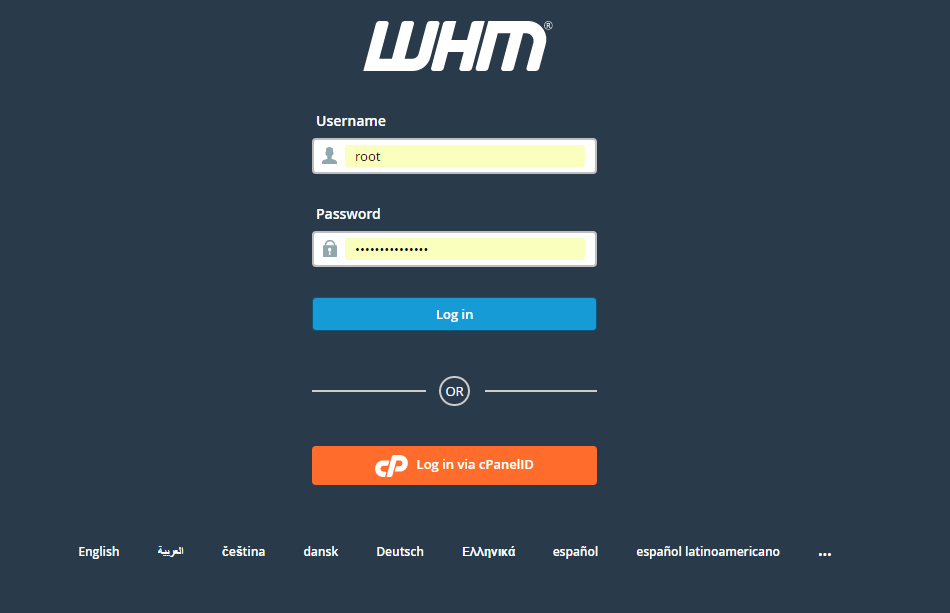 WHM®
Username
root
Password
•••••••••••••••
Log in
OR
cP Log in via cPanelID
English العربية čeština dansk Deutsch Ελληνικά español español latinoamericano ...